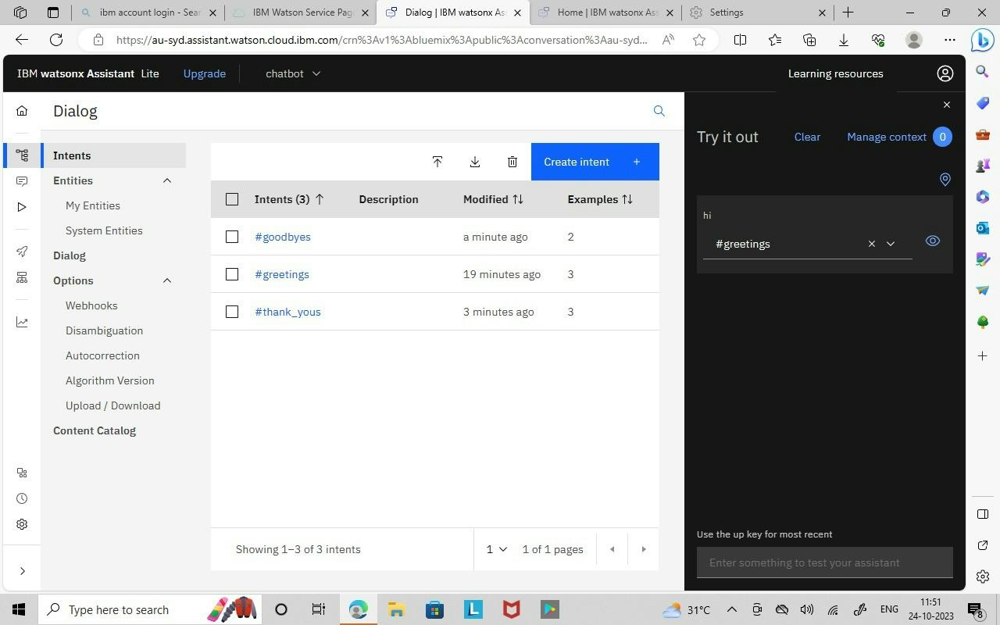 ibm account login - Sear
IBM Watson Service Pag
Dialog | IBM watsonx As
Home | IBM watsonx Ass
Settings
https://au-syd.assistant.watson.cloud.ibm.com/crn%3Av1%3Abluemix%3Apublic%3Aconversation%3Aau-syd...
IBM watsonx Assistant Lite
Upgrade
chatbot
Learning resources
Dialog
Intents
Entities
My Entities
System Entities
Dialog
Options
Webhooks
Disambiguation
Autocorrection
Algorithm Version
Upload / Download
Content Catalog
Create intent +
Intents (3) Description Modified Examples
#goodbyes a minute ago 2
#greetings 19 minutes ago 3
#thank_yous 3 minutes ago 3
Showing 1–3 of 3 intents
1
1 of 1 pages
Try it out
Clear
Manage context 0
hi
#greetings
Use the up key for most recent
Enter something to test your assistant
Type here to search
31°C
ENG
11:51
24-10-2023
8